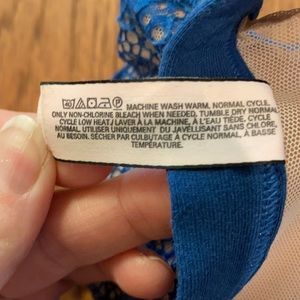 MACHINE WASH WARM, NORMAL CYCLE.
ONLY NON-CHLORINE BLEACH WHEN NEEDED, TUMBLE DRY NORMAL
CYCLE LOW HEAT./ LAVER À LA MACHINE, À L'EAU TIÈDE, CYCLE
NORMAL. UTILISER UNIQUEMENT DU JAVELLISANT SANS CHLORE,
AU BESOIN. SÉCHER PAR CULBUTAGE À CYCLE NORMAL, À BASSE
TEMPÉRATURE.